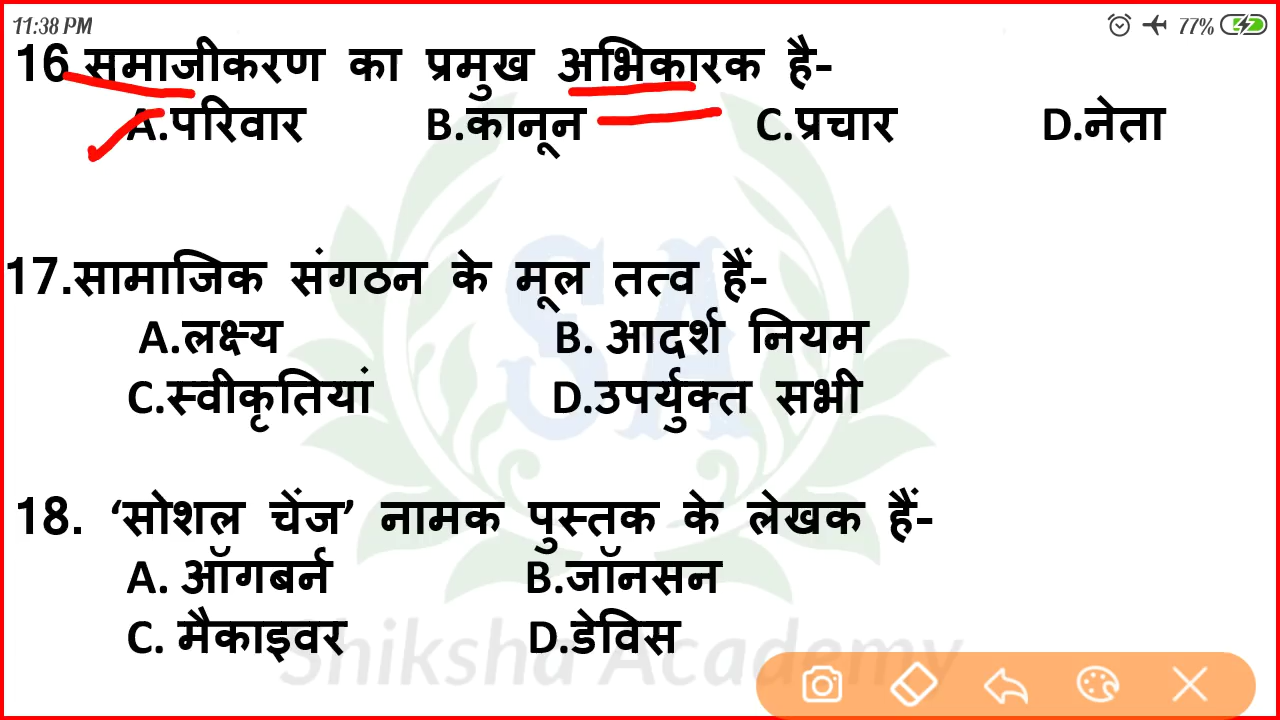 11:38 PM 77%
16 समाजीकरण का प्रमुख अभिकारक है-
A.परिवार B.कानून C.प्रचार D.नेता
17.सामाजिक संगठन के मूल तत्व हैं-
A.लक्ष्य B. आदर्श नियम
C.स्वीकृतियां D.उपर्युक्त सभी
18. ‘सोशल चेंज’ नामक पुस्तक के लेखक हैं-
A. ऑगबर्न B.जॉनसन
C. मैकाइवर D.डेविस
SA
Shiksha Academy